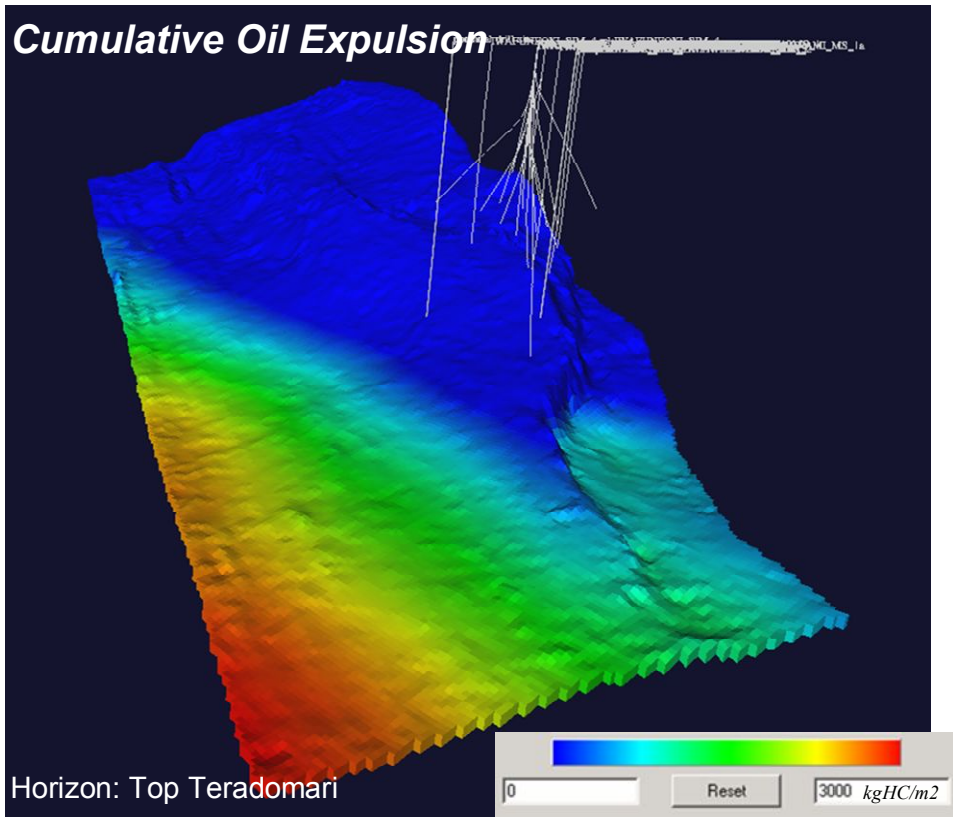 Cumulative Oil Expulsion
Horizon: Top Teradomari
0
Reset
3000 kgHC/m2